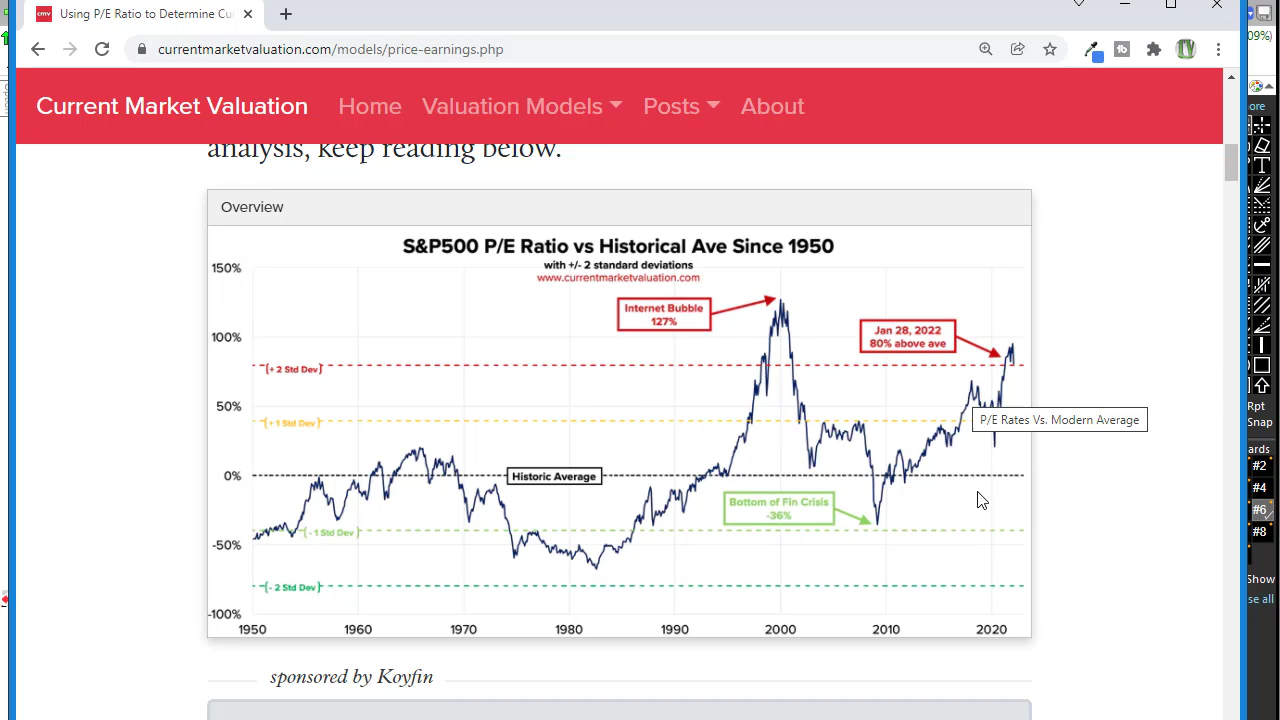 Using P/E Ratio to Determine Cu
currentmarketvaluation.com/models/price-earnings.php
09%)
Current Market Valuation
Home
Valuation Models
Posts
About
analysis, keep reading below.
Overview
S&P500 P/E Ratio vs Historical Ave Since 1950
with +/- 2 standard deviations
www.currentmarketvaluation.com
150%
100%
50%
0%
-50%
-100%
Internet Bubble
127%
Jan 28, 2022
80% above ave
(+ 2 Std Dev)
(+ 1 Std Dev)
P/E Rates Vs. Modern Average
Historic Average
Bottom of Fin Crisis
-36%
(- 1 Std Dev)
(- 2 Std Dev)
1950 1960 1970 1980 1990 2000 2010 2020
sponsored by Koyfin
ore
Rpt
Snap
ards
#2
#4
#6
#8
Show
se all